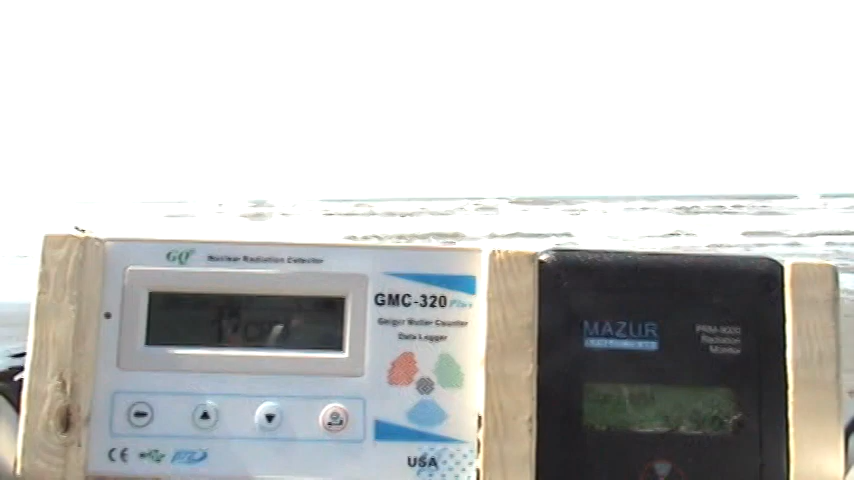 GQ
Nuclear Radiation Detector
GMC-320 Plus
Geiger Muller Counter
Data Logger
CE
USA
MAZUR
INSTRUMENTS
PRM-9000
Radiation
Monitor